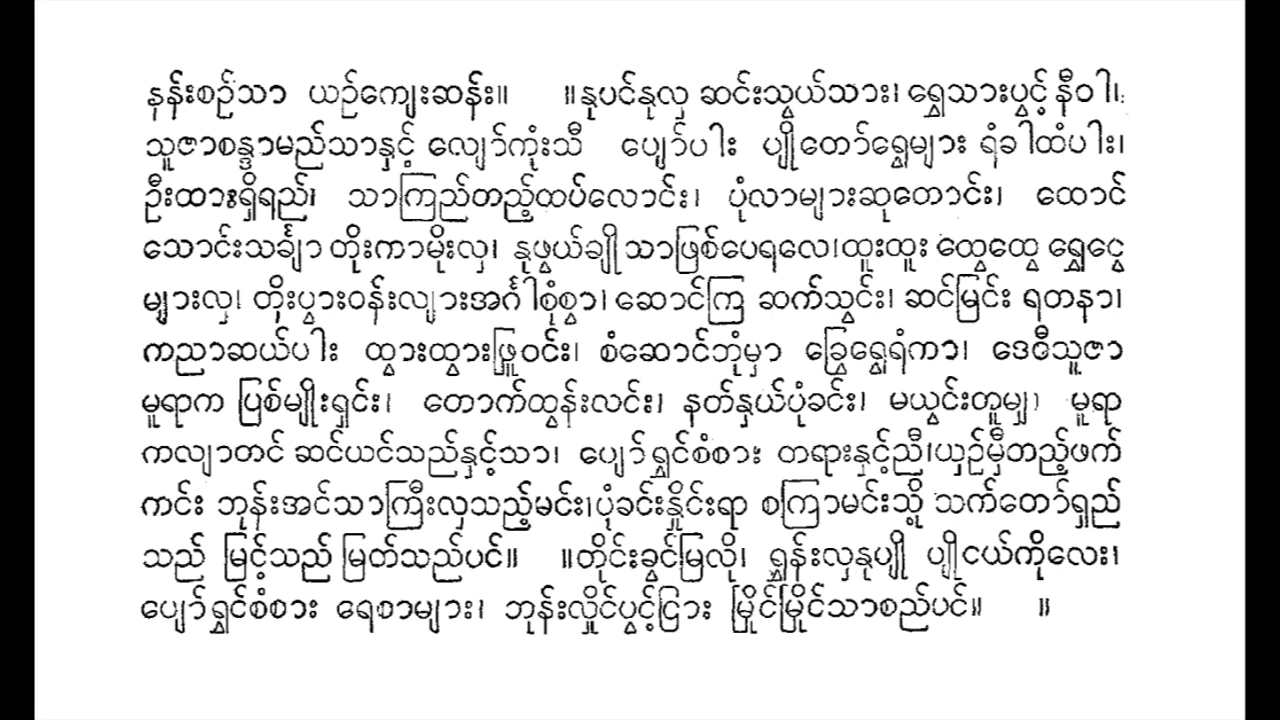 နန်းစဉ်သာ ယဉ်ကျေးဆန်း။ ။နုပင်နုလှ ဆင်းသွယ်သား၊ ရွှေသားပွင့် နီဝါ၊
သူဇာစန္ဒာမည်သာနှင့် လျော်ကုံးသီ ပျော်ပါး ပျိုတော်ရွှေများ ရံခါထံပါး၊
ဦးထားရှိရည်၊ သာကြည်တည့်ထပ်လောင်း၊ ပုံလာများဆုတောင်း၊ ထောင်
သောင်းသင်္ချာ တိုးကာမိုးလှ၊ နုဖွယ်ချိုသာဖြစ်ပေရလေ၊ထူးထူး ထွေထွေ ရွှေငွေ
များလှ၊ တိုးပွားဝန်းလျားအင်္ဂါစုံစွာ၊ ဆောင်ကြ ဆက်သွင်း၊ ဆင်မြင်း ရတနာ၊
ကညာဆယ်ပါး ထွားထွားဖြူဝင်း၊ စံဆောင်ဘုံမှာ ခြွေရွှေရံကာ၊ ဒေဝီသူဇာ
မူရာက ပြစ်မျိုးရှင်း၊ တောက်ထွန်းလင်း၊ နတ်နှယ်ပုံခင်း၊ မယွင်းတူမျှ၊ မူရာ
ကလျာတင် ဆင်ယင်သည်နှင့်သာ၊ ပျော်ရွှင်စံစား တရားနှင့်ညီ၊ယှဉ်မှီတည့်ဖက်
ကင်း ဘုန်းအင်သာကြီးလှသည့်မင်း၊ပုံခင်းနှိုင်းရာ စကြာမင်းသို့ သက်တော်ရှည်
သည် မြင့်သည် မြတ်သည်ပင်။ ။တိုင်းခွင်မြလို၊ ရွှန်းလှနုပျို ပျိုငယ်ကိုလေး၊
ပျော်ရွှင်စံစား ရေစာများ၊ ဘုန်းလှိုင်ပွင့်ငြား မြိုင်မြိုင်သာစည်ပင်။ ။